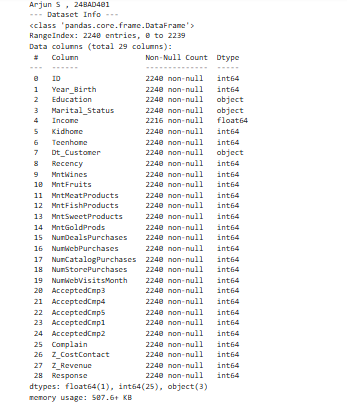 Arjun S , 248AD401
--- Dataset Info ---
<class 'pandas.core.frame.DataFrame'>
RangeIndex: 2240 entries, 0 to 2239
Data columns (total 29 columns):
 #   Column               Non-Null Count  Dtype
---  ------               --------------  -----
 0   ID                   2240 non-null   int64
 1   Year_Birth           2240 non-null   int64
 2   Education            2240 non-null   object
 3   Marital_Status       2240 non-null   object
 4   Income               2216 non-null   float64
 5   Kidhome              2240 non-null   int64
 6   Teenhome             2240 non-null   int64
 7   Dt_Customer          2240 non-null   object
 8   Recency              2240 non-null   int64
 9   MntWines             2240 non-null   int64
 10  MntFruits            2240 non-null   int64
 11  MntMeatProducts      2240 non-null   int64
 12  MntFishProducts      2240 non-null   int64
 13  MntSweetProducts     2240 non-null   int64
 14  MntGoldProds         2240 non-null   int64
 15  NumDealsPurchases    2240 non-null   int64
 16  NumWebPurchases      2240 non-null   int64
 17  NumCatalogPurchases  2240 non-null   int64
 18  NumStorePurchases    2240 non-null   int64
 19  NumWebVisitsMonth    2240 non-null   int64
 20  AcceptedCmp3         2240 non-null   int64
 21  AcceptedCmp4         2240 non-null   int64
 22  AcceptedCmp5         2240 non-null   int64
 23  AcceptedCmp1         2240 non-null   int64
 24  AcceptedCmp2         2240 non-null   int64
 25  Complain             2240 non-null   int64
 26  Z_CostContact        2240 non-null   int64
 27  Z_Revenue            2240 non-null   int64
 28  Response             2240 non-null   int64
dtypes: float64(1), int64(25), object(3)
memory usage: 507.6+ KB